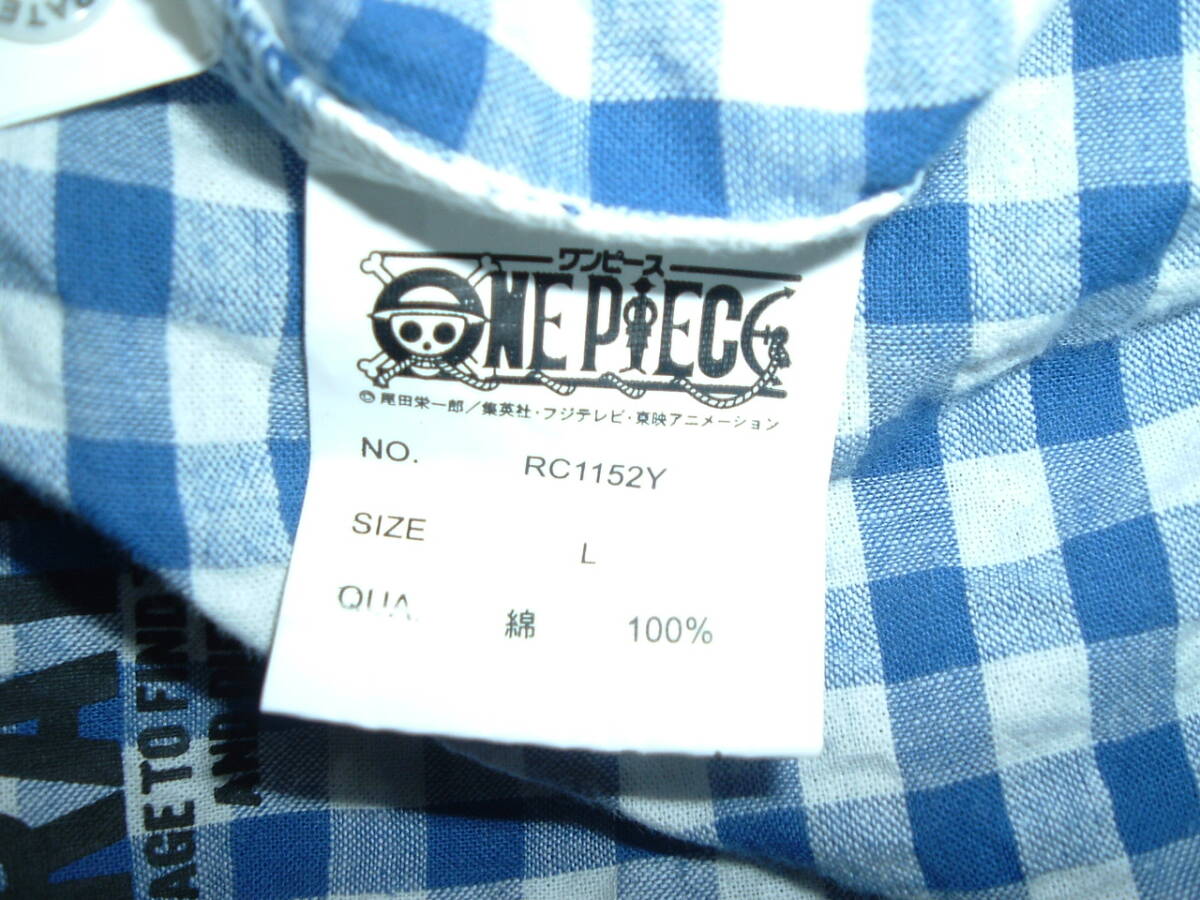 RATE
ワンピース
ONE PIECE
© 尾田栄一郎／集英社・フジテレビ・東映アニメーション
NO. RC1152Y
SIZE L
QUA. 綿 100%
RA
AGE TO FIND
AND